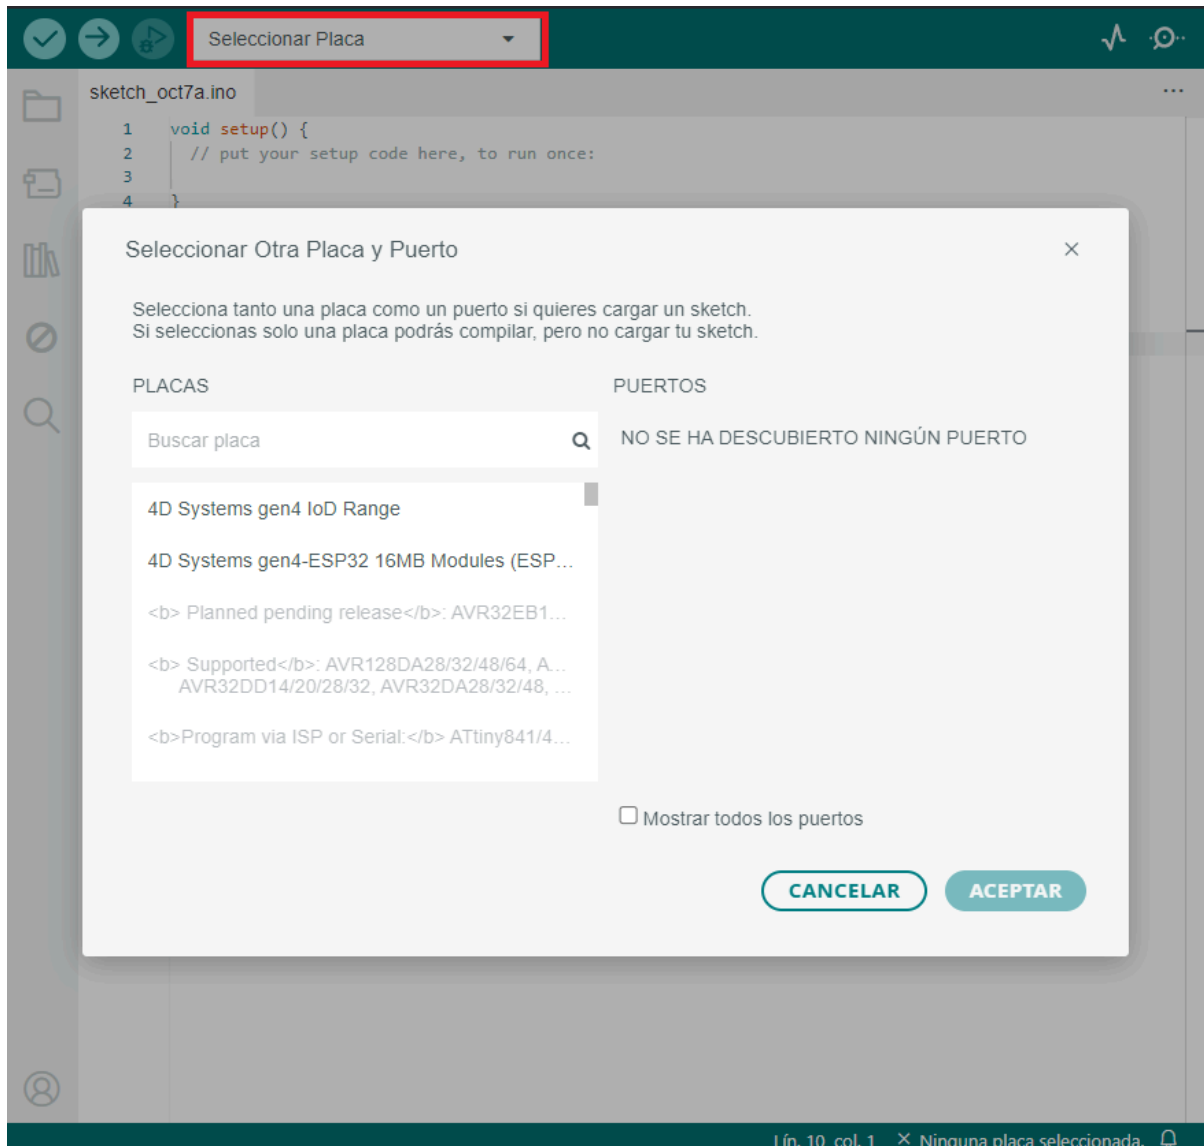 Seleccionar Placa
sketch_oct7a.ino
...
1 void setup() {
2 // put your setup code here, to run once:
3
4 }
Seleccionar Otra Placa y Puerto
Selecciona tanto una placa como un puerto si quieres cargar un sketch.
Si seleccionas solo una placa podrás compilar, pero no cargar tu sketch.
PLACAS
Buscar placa
4D Systems gen4 IoD Range
4D Systems gen4-ESP32 16MB Modules (ESP...
<b> Planned pending release</b>: AVR32EB1...
<b> Supported</b>: AVR128DA28/32/48/64, A...
AVR32DD14/20/28/32, AVR32DA28/32/48, ...
<b>Program via ISP or Serial:</b> ATtiny841/4...
PUERTOS
NO SE HA DESCUBIERTO NINGÚN PUERTO
Mostrar todos los puertos
CANCELAR
ACEPTAR
Lín. 10, col. 1 × Ninguna placa seleccionada.